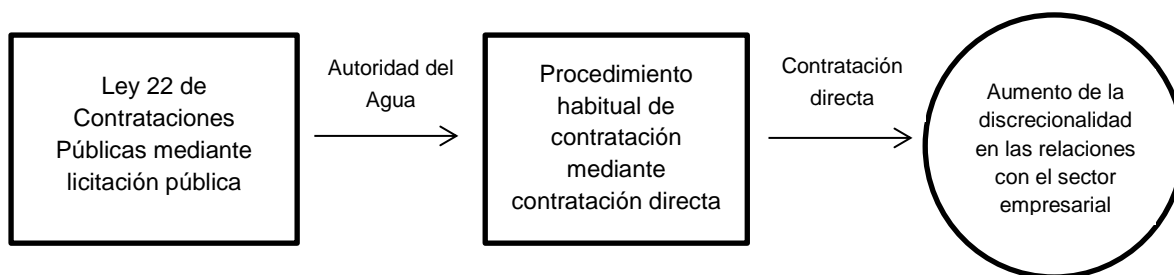 Ley 22 de
Contrataciones
Públicas mediante
licitación pública
Autoridad del
Agua
Procedimiento
habitual de
contratación
mediante
contratación directa
Contratación
directa
Aumento de la
discrecionalidad
en las relaciones
con el sector
empresarial